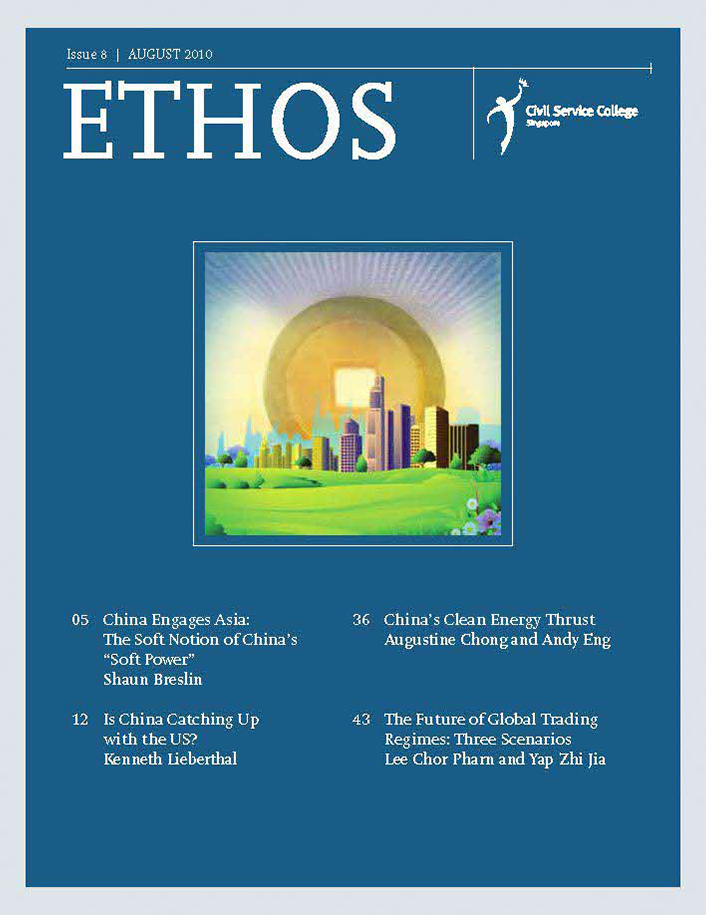 Issue 8 | AUGUST 2010
ETHOS
Civil Service College
Singapore
05 China Engages Asia:
The Soft Notion of China's
“Soft Power”
Shaun Breslin
12 Is China Catching Up
with the US?
Kenneth Lieberthal
36 China's Clean Energy Thrust
Augustine Chong and Andy Eng
43 The Future of Global Trading
Regimes: Three Scenarios
Lee Chor Pharn and Yap Zhi Jia